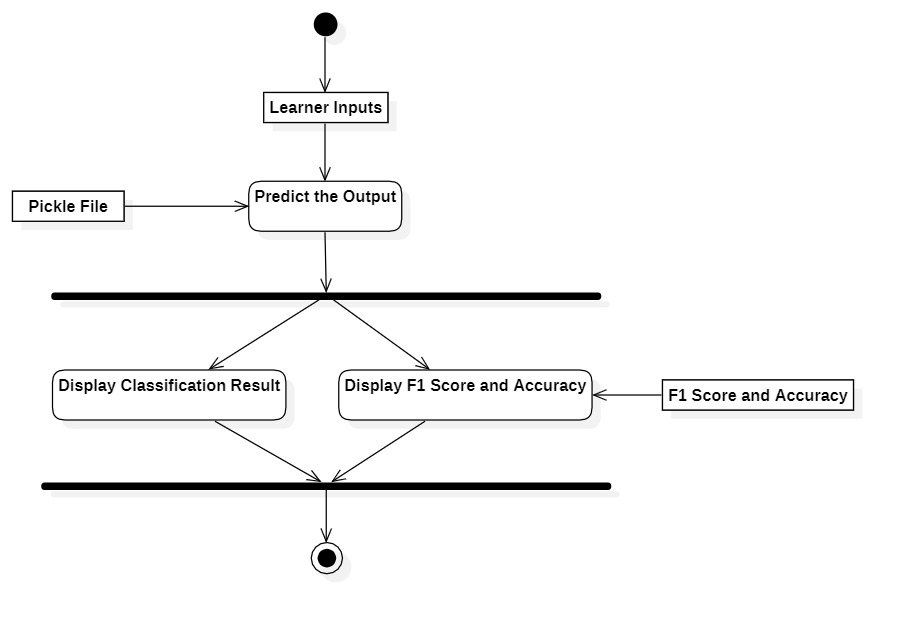 Learner Inputs
Predict the Output
Pickle File
Display Classification Result
Display F1 Score and Accuracy
F1 Score and Accuracy